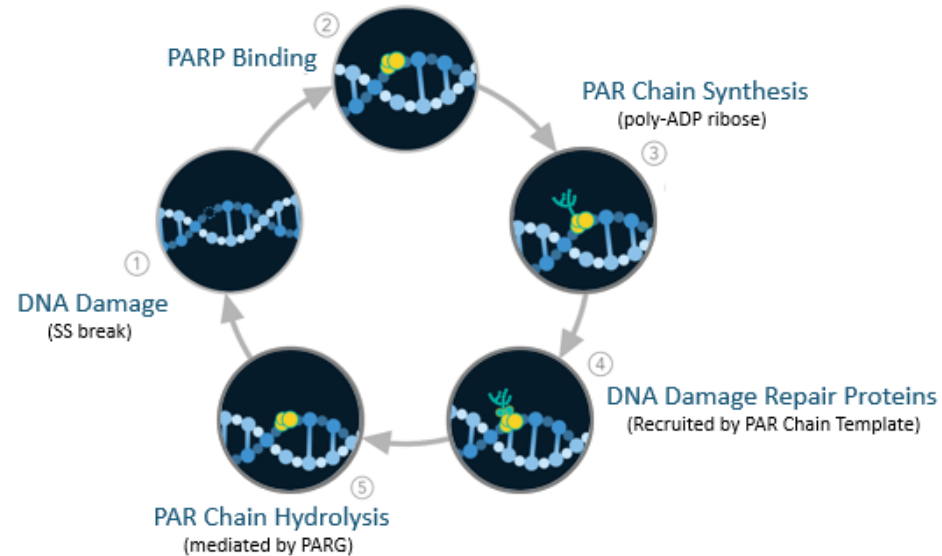 ②
PARP Binding
PAR Chain Synthesis
(poly-ADP ribose)
③
①
DNA Damage
(SS break)
④
DNA Damage Repair Proteins
(Recruited by PAR Chain Template)
⑤
PAR Chain Hydrolysis
(mediated by PARG)